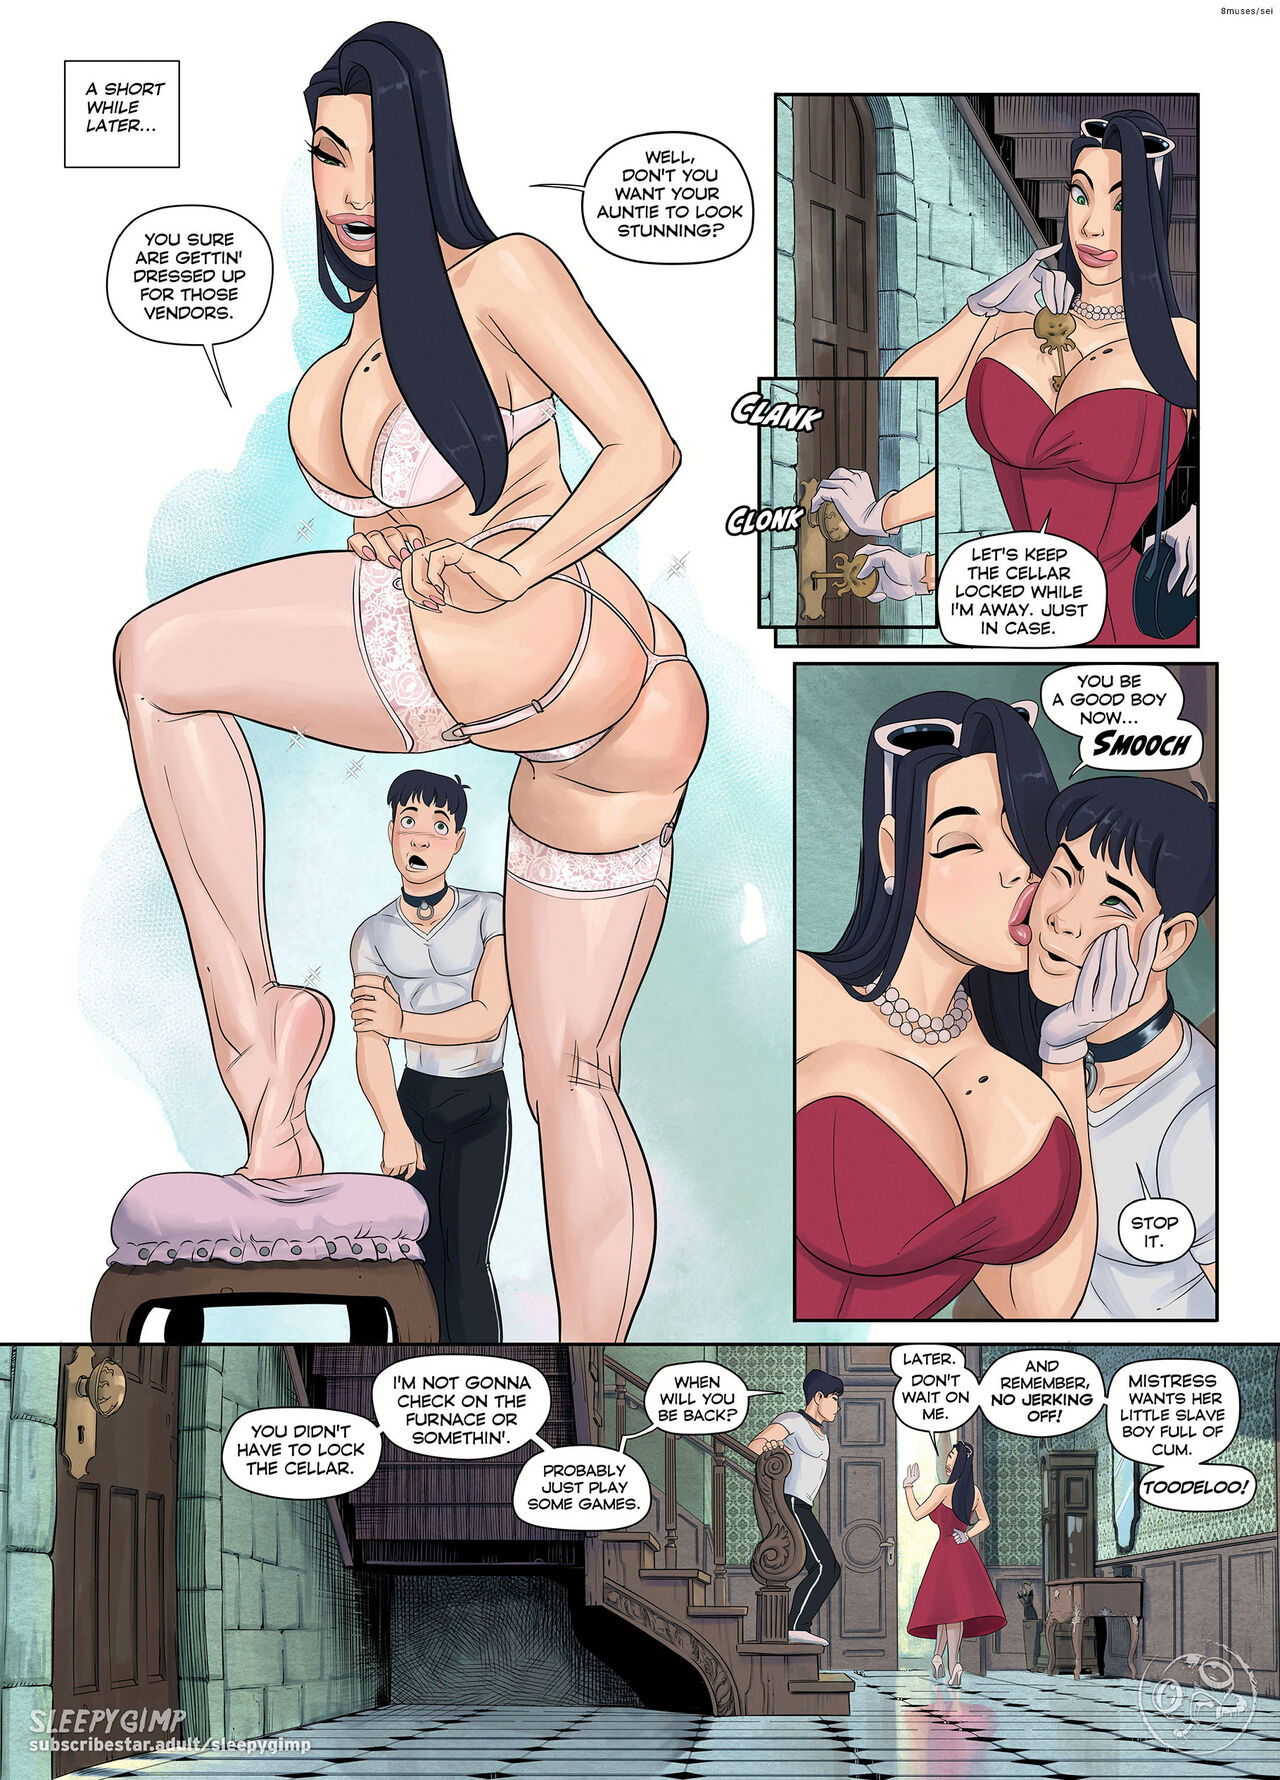 8muses/sei
A SHORT
WHILE
LATER...
YOU SURE
ARE GETTIN'
DRESSED UP
FOR THOSE
VENDORS.
WELL,
DON'T YOU
WANT YOUR
AUNTIE TO LOOK
STUNNING?
CLANK
CLONK
LET'S KEEP
THE CELLAR
LOCKED WHILE
I'M AWAY. JUST
IN CASE.
YOU BE
A GOOD BOY
NOW...
SMOOCH
STOP
IT.
YOU DIDN'T
HAVE TO LOCK
THE CELLAR.
I'M NOT GONNA
CHECK ON THE
FURNACE OR
SOMETHIN'.
PROBABLY
JUST PLAY
SOME GAMES.
WHEN
WILL YOU
BE BACK?
LATER.
DON'T
WAIT ON
ME.
AND
REMEMBER,
NO JERKING
OFF!
MISTRESS
WANTS HER
LITTLE SLAVE
BOY FULL OF
CUM.
TOODELOO!
SLEEPYGIMP
subscribestar.adult/sleepygimp